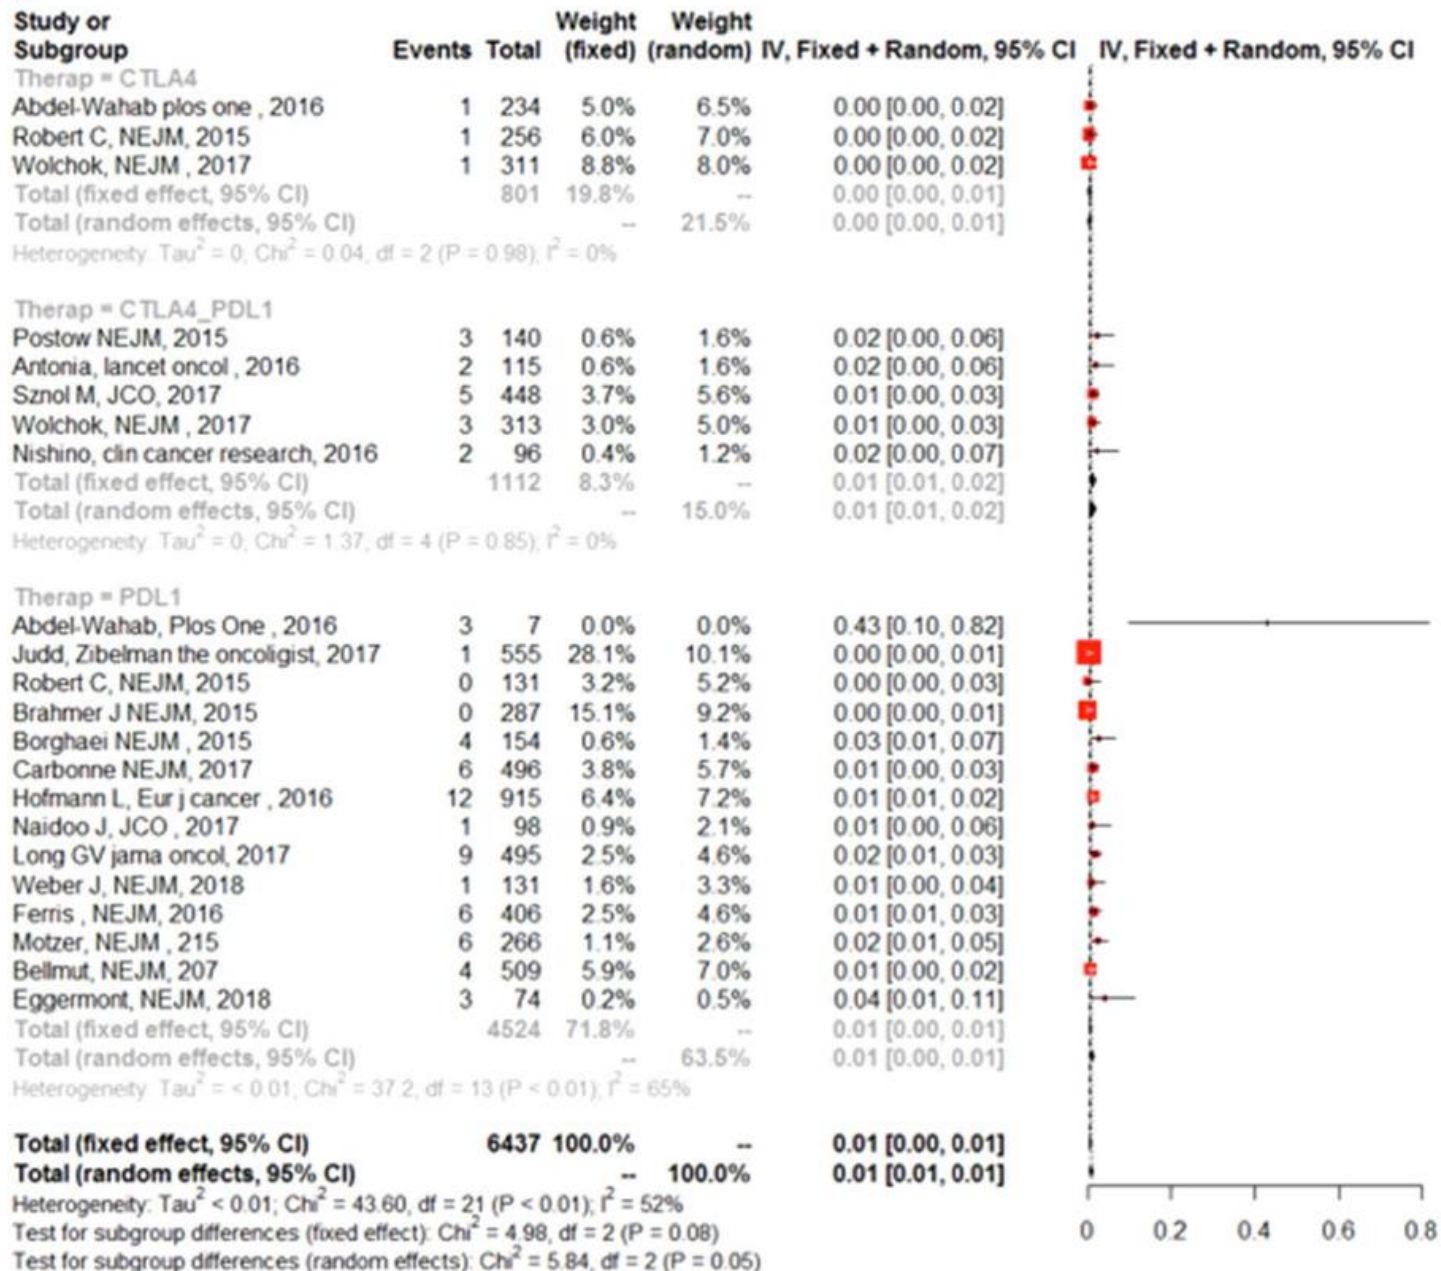 Study or Weight Weight
Subgroup Events Total (fixed) (random) IV, Fixed + Random, 95% CI IV, Fixed + Random, 95% CI
Therap = CTLA4
Abdel-Wahab plos one , 2016 1 234 5.0% 6.5% 0.00 [0.00, 0.02]
Robert C, NEJM, 2015 1 256 6.0% 7.0% 0.00 [0.00, 0.02]
Wolchok, NEJM , 2017 1 311 8.8% 8.0% 0.00 [0.00, 0.02]
Total (fixed effect, 95% CI) 801 19.8% -- 0.00 [0.00, 0.01]
Total (random effects, 95% CI) -- 21.5% 0.00 [0.00, 0.01]
Heterogeneity: Tau² = 0; Chi² = 0.04, df = 2 (P = 0.98); I² = 0%
Therap = CTLA4_PDL1
Postow NEJM, 2015 3 140 0.6% 1.6% 0.02 [0.00, 0.06]
Antonia, lancet oncol , 2016 2 115 0.6% 1.6% 0.02 [0.00, 0.06]
Sznol M, JCO, 2017 5 448 3.7% 5.6% 0.01 [0.00, 0.03]
Wolchok, NEJM , 2017 3 313 3.0% 5.0% 0.01 [0.00, 0.03]
Nishino, clin cancer research, 2016 2 96 0.4% 1.2% 0.02 [0.00, 0.07]
Total (fixed effect, 95% CI) 1112 8.3% -- 0.01 [0.01, 0.02]
Total (random effects, 95% CI) -- 15.0% 0.01 [0.01, 0.02]
Heterogeneity: Tau² = 0; Chi² = 1.37, df = 4 (P = 0.85); I² = 0%
Therap = PDL1
Abdel-Wahab, Plos One , 2016 3 7 0.0% 0.0% 0.43 [0.10, 0.82]
Judd, Zibelman the oncoligist, 2017 1 555 28.1% 10.1% 0.00 [0.00, 0.01]
Robert C, NEJM, 2015 0 131 3.2% 5.2% 0.00 [0.00, 0.03]
Brahmer J NEJM, 2015 0 287 15.1% 9.2% 0.00 [0.00, 0.01]
Borghaei NEJM , 2015 4 154 0.6% 1.4% 0.03 [0.01, 0.07]
Carbonne NEJM, 2017 6 496 3.8% 5.7% 0.01 [0.00, 0.03]
Hofmann L, Eur j cancer , 2016 12 915 6.4% 7.2% 0.01 [0.01, 0.02]
Naidoo J, JCO , 2017 1 98 0.9% 2.1% 0.01 [0.00, 0.06]
Long GV jama oncol, 2017 9 495 2.5% 4.6% 0.02 [0.01, 0.03]
Weber J, NEJM, 2018 1 131 1.6% 3.3% 0.01 [0.00, 0.04]
Ferris , NEJM, 2016 6 406 2.5% 4.6% 0.01 [0.01, 0.03]
Motzer, NEJM , 215 6 266 1.1% 2.6% 0.02 [0.01, 0.05]
Bellmut, NEJM, 207 4 509 5.9% 7.0% 0.01 [0.00, 0.02]
Eggermont, NEJM, 2018 3 74 0.2% 0.5% 0.04 [0.01, 0.11]
Total (fixed effect, 95% CI) 4524 71.8% -- 0.01 [0.00, 0.01]
Total (random effects, 95% CI) -- 63.5% 0.01 [0.00, 0.01]
Heterogeneity: Tau² = < 0.01; Chi² = 37.2, df = 13 (P < 0.01); I² = 65%
Total (fixed effect, 95% CI) 6437 100.0% -- 0.01 [0.00, 0.01]
Total (random effects, 95% CI) -- 100.0% 0.01 [0.01, 0.01]
Heterogeneity: Tau² < 0.01; Chi² = 43.60, df = 21 (P < 0.01); I² = 52%
Test for subgroup differences (fixed effect): Chi² = 4.98, df = 2 (P = 0.08)
Test for subgroup differences (random effects): Chi² = 5.84, df = 2 (P = 0.05)
0 0.2 0.4 0.6 0.8